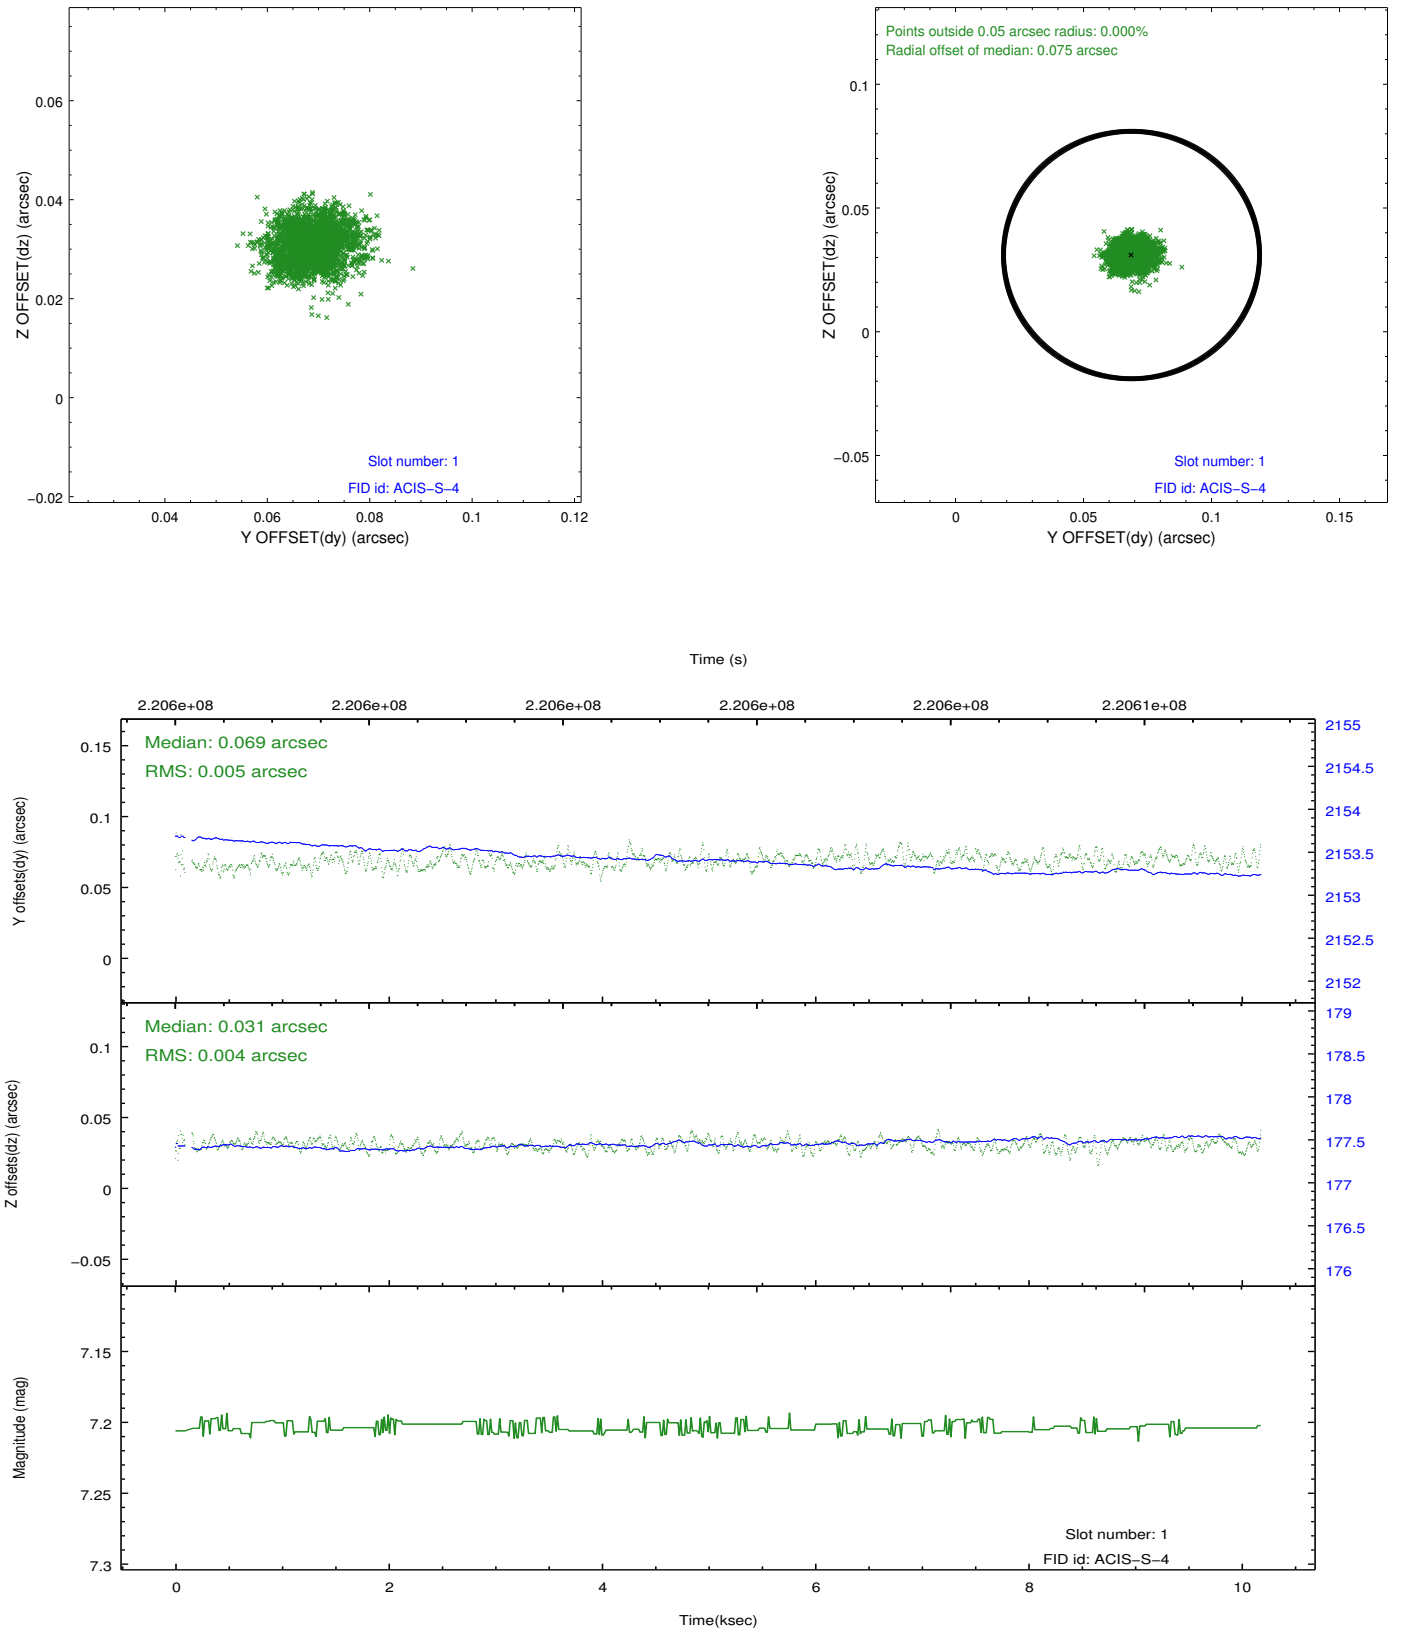 0.06
0.04
0.02
0
−0.02
Z OFFSET(dz) (arcsec)
Slot number: 1
FID id: ACIS−S−4
0.04 0.06 0.08 0.1 0.12
Y OFFSET(dy) (arcsec)
Points outside 0.05 arcsec radius: 0.000%
Radial offset of median: 0.075 arcsec
0.1
0.05
0
−0.05
Z OFFSET(dz) (arcsec)
Slot number: 1
FID id: ACIS−S−4
0 0.05 0.1 0.15
Y OFFSET(dy) (arcsec)
Time (s)
2.206e+08 2.206e+08 2.206e+08 2.206e+08 2.206e+08 2.2061e+08
Median: 0.069 arcsec
RMS: 0.005 arcsec
0.15
0.1
0.05
0
Y offsets(dy) (arcsec)
2155
2154.5
2154
2153.5
2153
2152.5
2152
Median: 0.031 arcsec
RMS: 0.004 arcsec
0.1
0.05
0
−0.05
Z offsets(dz) (arcsec)
179
178.5
178
177.5
177
176.5
176
7.15
7.2
7.25
7.3
Magnitude (mag)
Slot number: 1
FID id: ACIS−S−4
0 2 4 6 8 10
Time(ksec)